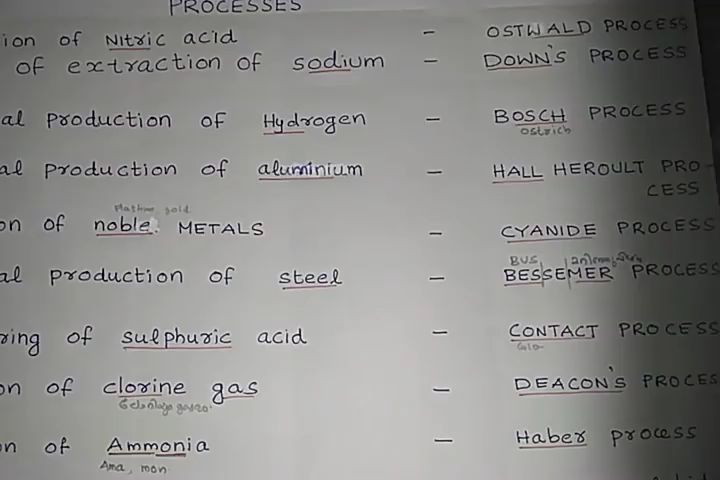 PROCESSES
ion of Nitric acid - OSTWALD PROCESS
of extraction of sodium - DOWN'S PROCESS
al production of Hydrogen - BOSCH PROCESS
ostrich
al production of aluminium - HALL HEROULT PRO-
CESS
gold
on of noble METALS - CYANIDE PROCESS
BUS
al production of steel - BESSEMER PROCESS
ring of sulphuric acid - CONTACT PROCESS
on of clorine gas - DEACON'S PROCES
on of Ammonia - Haber process
Ama, mon